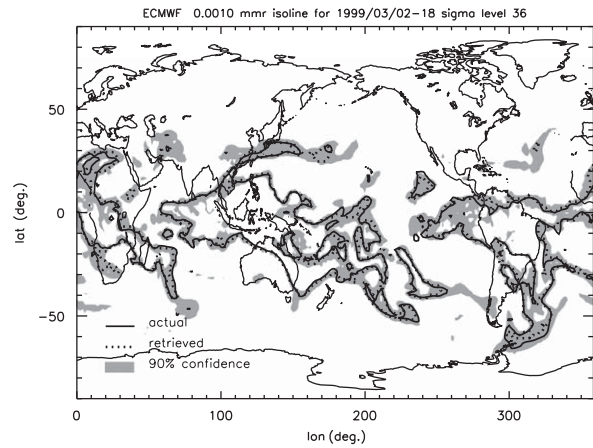 ECMWF 0.0010 mmr isoline for 1999/03/02-18 sigma level 36
50
0
-50
lat (deg.)
actual
retrieved
90% confidence
0 100 200 300
lon (deg.)